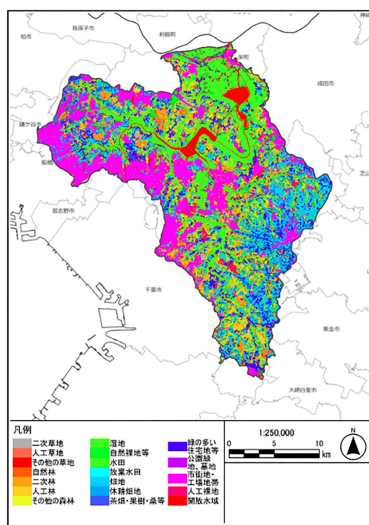 我孫子市
利根町
神崎
柏市
栄町
成田市
鎌ケ谷市
船橋
芝山
習志野市
千葉市
東金市
大網白里市
凡例
二次草地
人工草地
その他の草地
自然林
二次林
人工林
その他の森林
湿地
自然裸地等
水田
放棄水田
畑地
休耕畑地
茶畑・果樹・桑等
緑の多い
住宅地等
公園緑
地、墓地
市街地・
工場地帯
人工裸地
開放水域
1:250,000
0 5 10
km
N